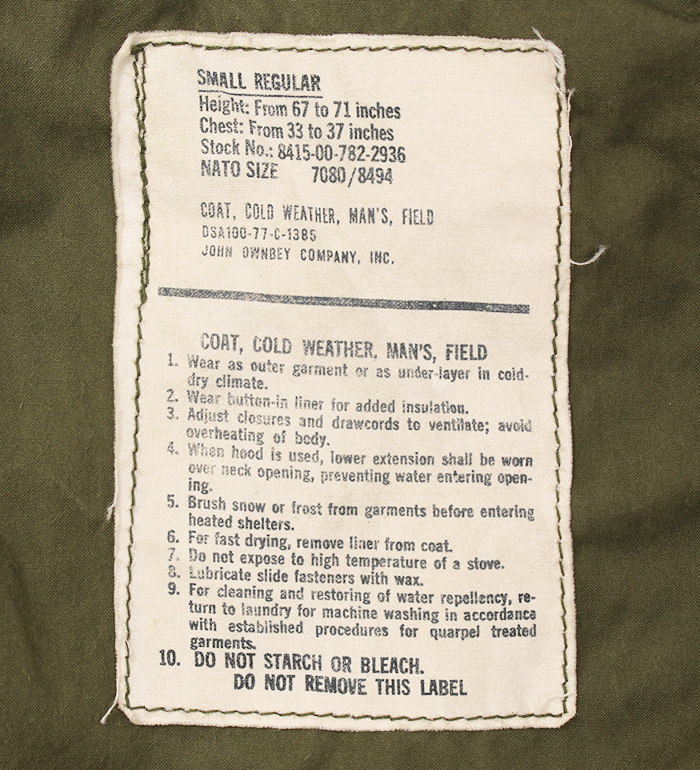 SMALL REGULAR
Height: From 67 to 71 inches
Chest: From 33 to 37 inches
Stock No.: 8415-00-782-2936
NATO SIZE 7080/8494
COAT, COLD WEATHER, MAN'S, FIELD
DSA100-77-C-1385
JOHN OWNBEY COMPANY, INC.
COAT, COLD WEATHER, MAN'S, FIELD
1. Wear as outer garment or as under-layer in cold-
dry climate.
2. Wear button-in liner for added insulation.
3. Adjust closures and drawcords to ventilate; avoid
overheating of body.
4. When hood is used, lower extension shall be worn
over neck opening, preventing water entering open-
ing.
5. Brush snow or frost from garments before entering
heated shelters.
6. For fast drying, remove liner from coat.
7. Do not expose to high temperature of a stove.
8. Lubricate slide fasteners with wax.
9. For cleaning and restoring of water repellency, re-
turn to laundry for machine washing in accordance
with established procedures for quarpel treated
garments.
10. DO NOT STARCH OR BLEACH.
DO NOT REMOVE THIS LABEL